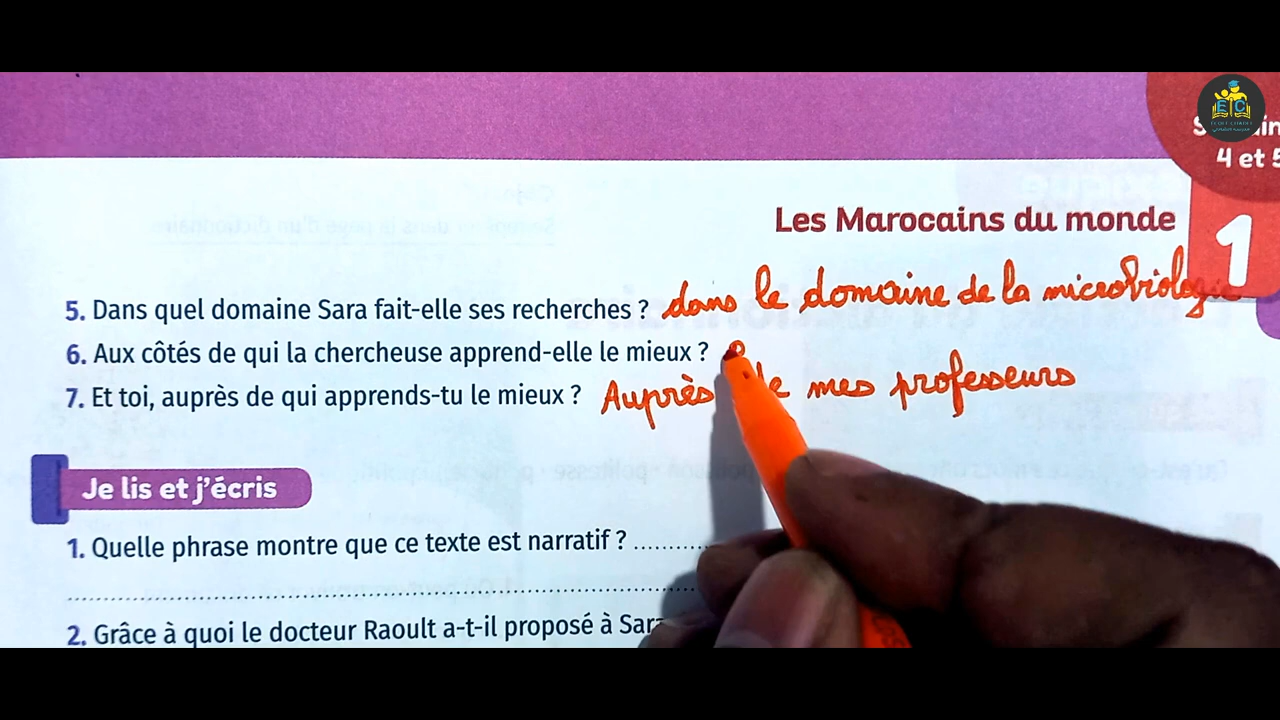 4 et 5
Les Marocains du monde
1
5. Dans quel domaine Sara fait-elle ses recherches ? dans le domaine de la microbiologie
6. Aux côtés de qui la chercheuse apprend-elle le mieux ?
7. Et toi, auprès de qui apprends-tu le mieux ? Auprès de mes professeurs
Je lis et j'écris
1. Quelle phrase montre que ce texte est narratif ? ..........
2. Grâce à quoi le docteur Raoult a-t-il proposé à Sara